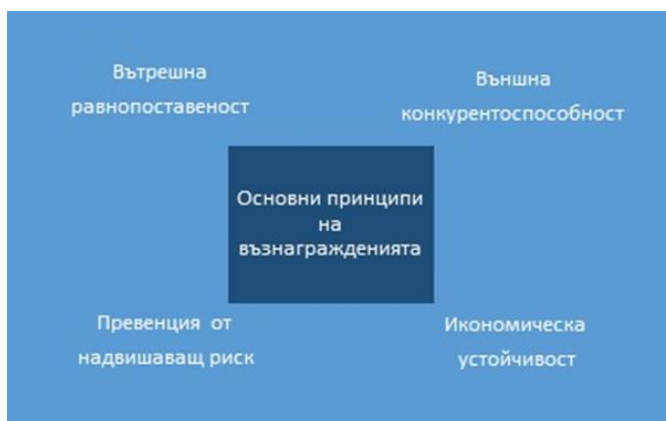 Вътрешна
равнопоставеност
Външна
конкурентоспособност
Основни принципи
на
възнагражденията
Превенция от
надвишаващ риск
Икономическа
устойчивост